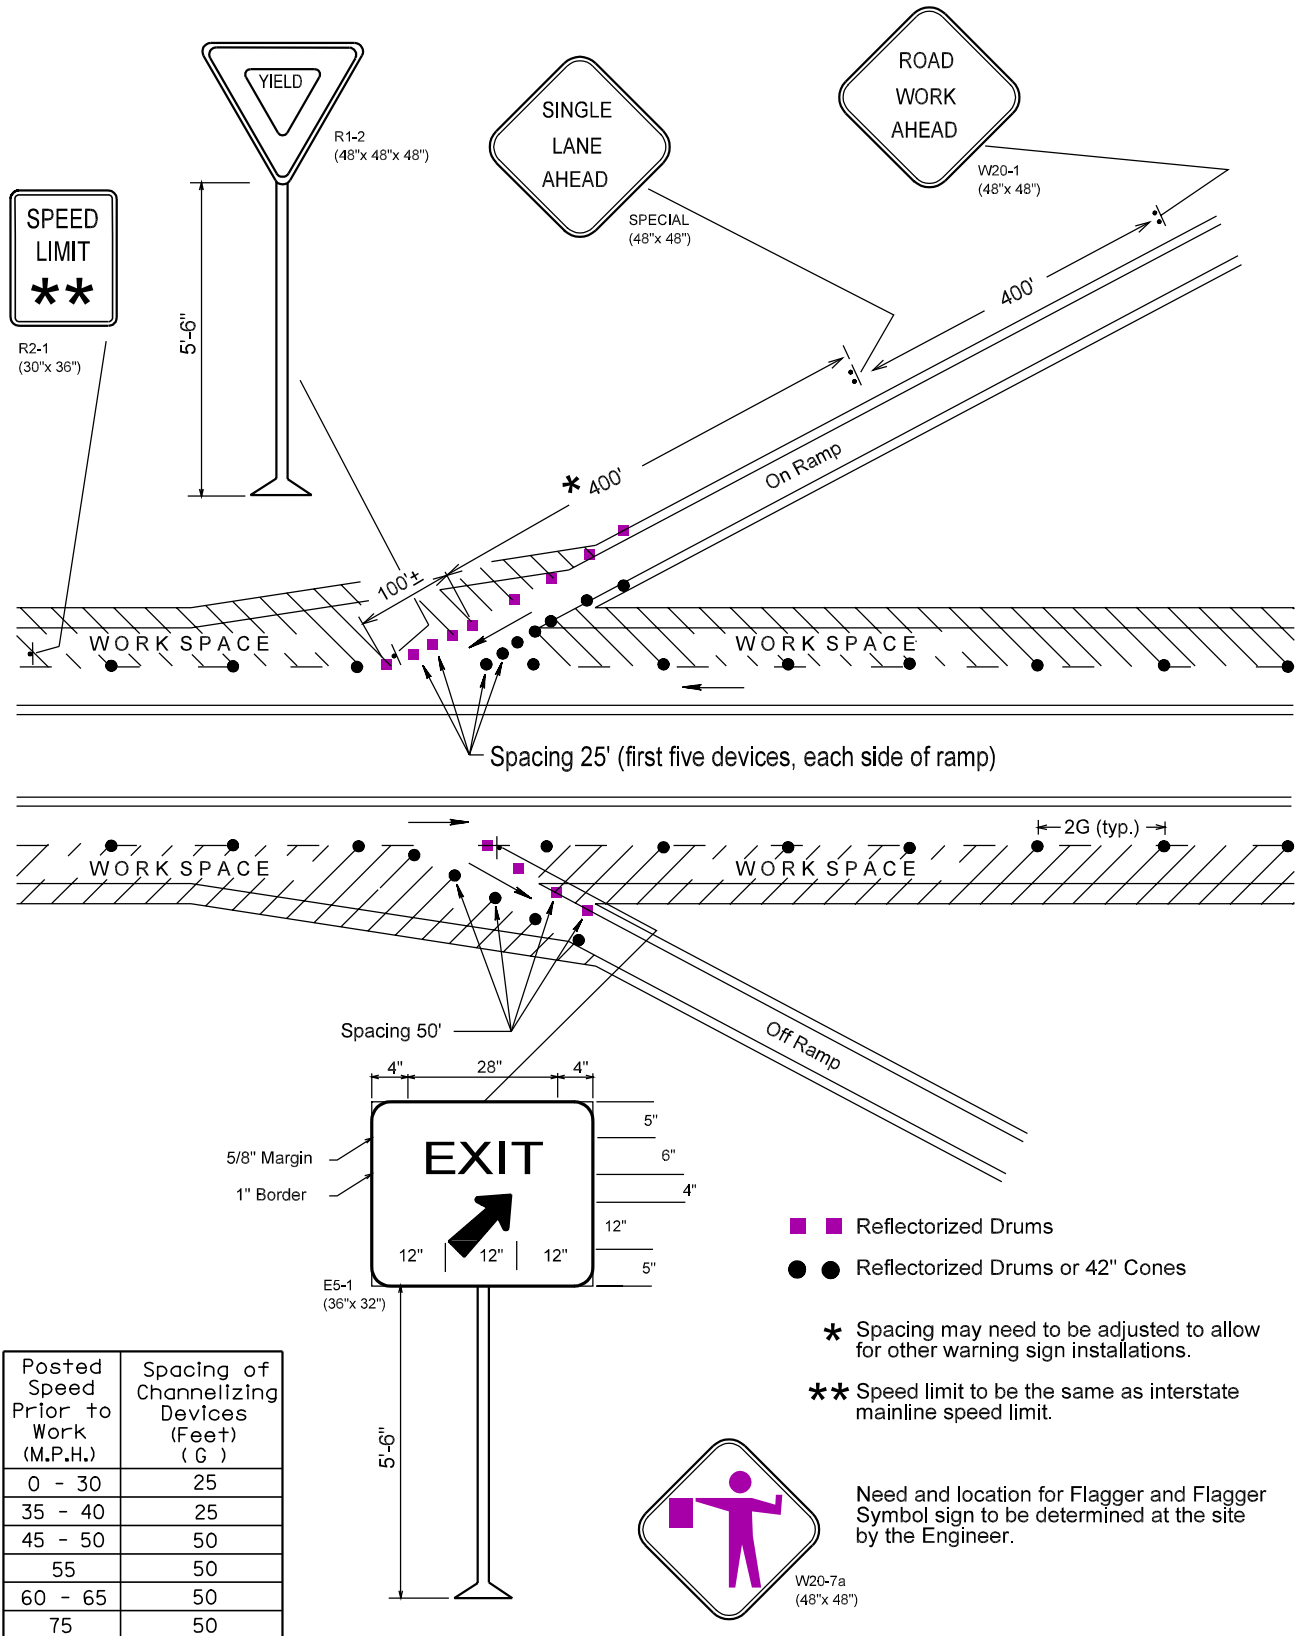 YIELD
R1-2
(48"x 48"x 48")
SINGLE
LANE
AHEAD
SPECIAL
(48"x 48")
ROAD
WORK
AHEAD
W20-1
(48"x 48")
SPEED
LIMIT
**
R2-1
(30"x 36")
5'-6"
400'
* 400'
On Ramp
100'±
WORK SPACE
WORK SPACE
Spacing 25' (first five devices, each side of ramp)
2G (typ.)
WORK SPACE
WORK SPACE
Spacing 50'
Off Ramp
4"
28"
4"
5/8" Margin
1" Border
EXIT
12"
12"
12"
5"
6"
4"
12"
5"
E5-1
(36"x 32")
5'-6"
Reflectorized Drums
Reflectorized Drums or 42" Cones
* Spacing may need to be adjusted to allow
for other warning sign installations.
** Speed limit to be the same as interstate
mainline speed limit.
Need and location for Flagger and Flagger
Symbol sign to be determined at the site
by the Engineer.
W20-7a
(48"x 48")
Posted
Speed
Prior to
Work
(M.P.H.)
Spacing of
Channelizing
Devices
(Feet)
( G )
0 - 30 25
35 - 40 25
45 - 50 50
55 50
60 - 65 50
75 50